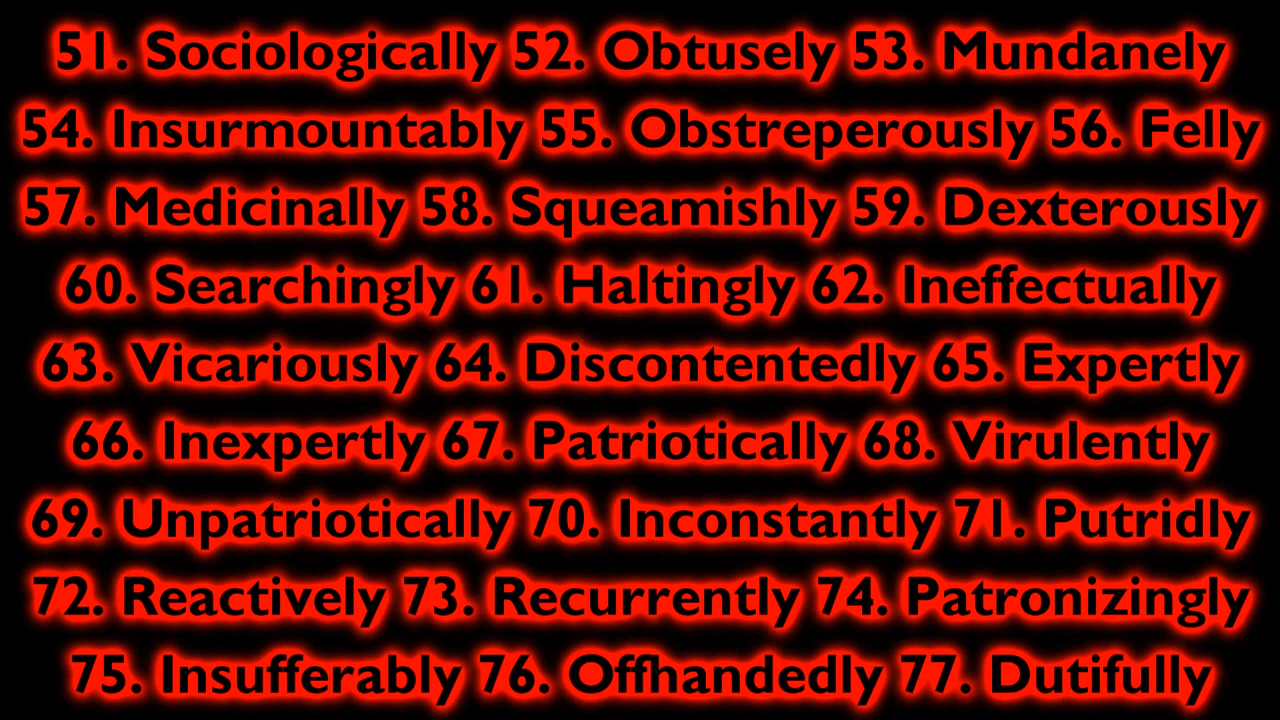 51. Sociologically 52. Obtusely 53. Mundanely
54. Insurmountably 55. Obstreperously 56. Felly
57. Medicinally 58. Squeamishly 59. Dexterously
60. Searchingly 61. Haltingly 62. Ineffectually
63. Vicariously 64. Discontentedly 65. Expertly
66. Inexpertly 67. Patriotically 68. Virulently
69. Unpatriotically 70. Inconstantly 71. Putridly
72. Reactively 73. Recurrently 74. Patronizingly
75. Insufferably 76. Offhandedly 77. Dutifully